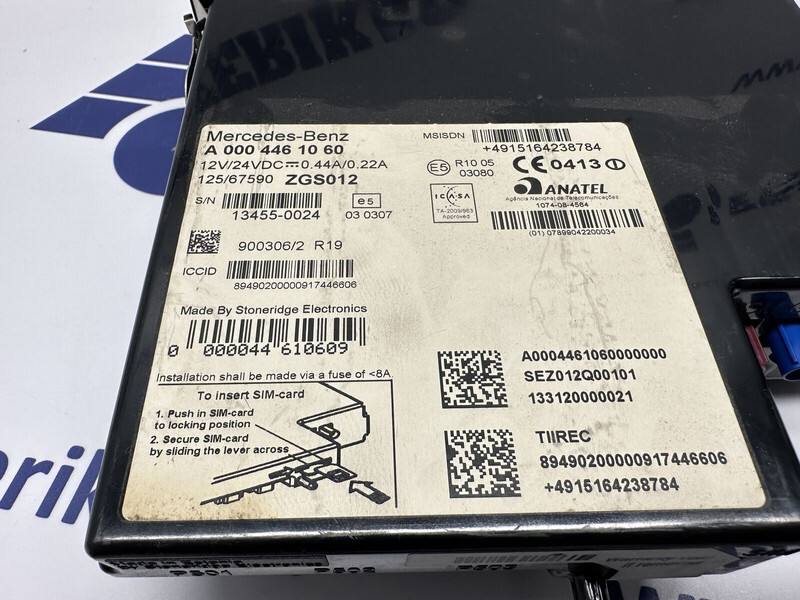 Mercedes-Benz
A 000 446 10 60
12V/24VDC 0.44A/0.22A
125/67590 ZGS012
S/N
13455-0024
e5
03 0307
900306/2 R19
ICCID
89490200000917446606
Made By Stoneridge Electronics
0 000044 610609
Installation shall be made via a fuse of <8A.
To insert SIM-card
1. Push in SIM-card
to locking position
2. Secure SIM-card
by sliding the lever across
MSISDN
+4915164238784
E5
R10 05
03080
CE 0413
ICASA
TA-2009/963
Approved
ANATEL
Agência Nacional de Telecomunicações
1074-08-4564
(01) 07899042200034
A0004461060000000
SEZ012Q00101
133120000021
TIIREC
89490200000917446606
+4915164238784